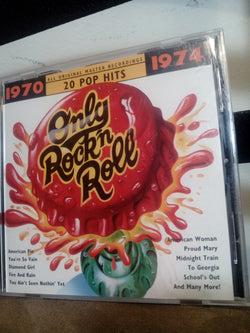 1970
ALL ORIGINAL MASTER RECORDINGS
20 POP HITS
1974
Only
Rock'n
Roll
American Pie
You're So Vain
Diamond Girl
Fire And Rain
You Ain't Seen Nothin' Yet
American Woman
Proud Mary
Midnight Train
To Georgia
School's Out
And Many More!